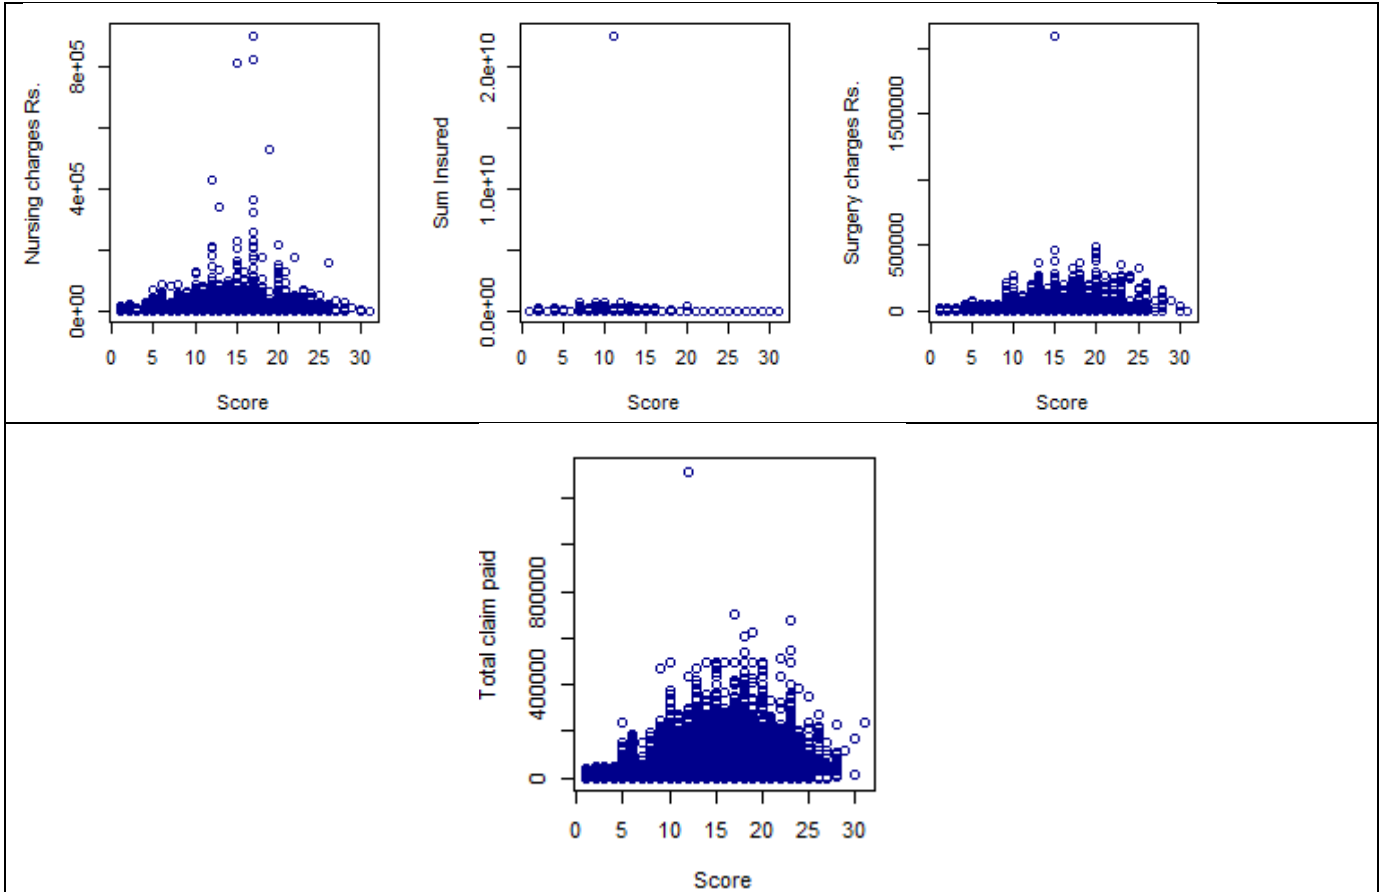 Nursing charges Rs.
8e+05
4e+05
0e+00
0 5 10 15 20 25 30
Score
Sum Insured
2.0e+10
1.0e+10
0.0e+00
0 5 10 15 20 25 30
Score
Surgery charges Rs.
1500000
500000
0
0 5 10 15 20 25 30
Score
Total claim paid
800000
400000
0
0 5 10 15 20 25 30
Score